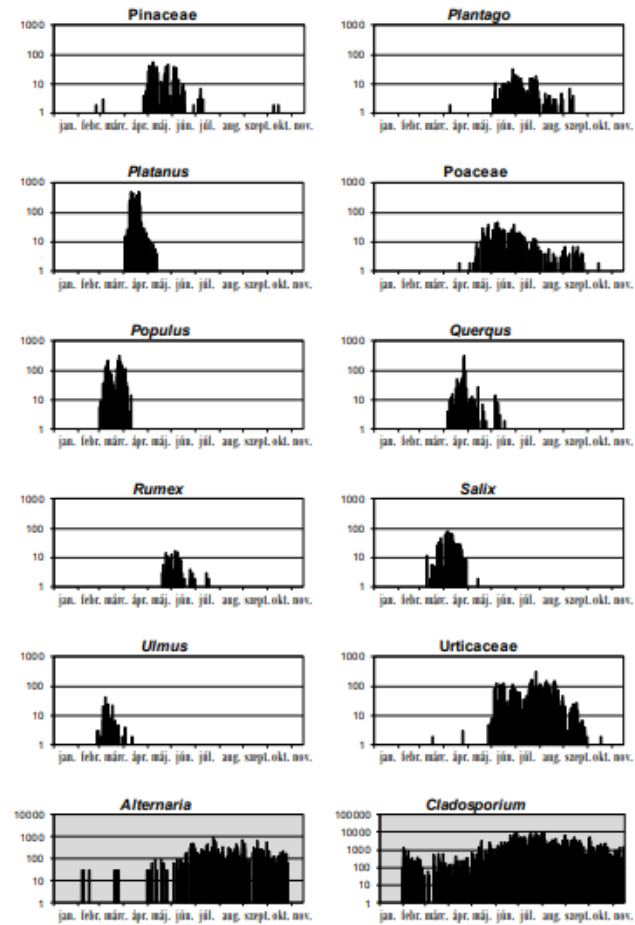 Pinaceae
1000
100
10
1
jan. febr. márc. ápr. máj. jún. júl. aug. szept. okt. nov.
Plantago
1000
100
10
1
jan. febr. márc. ápr. máj. jún. júl. aug. szept. okt. nov.
Platanus
1000
100
10
1
jan. febr. márc. ápr. máj. jún. júl. aug. szept. okt. nov.
Poaceae
1000
100
10
1
jan. febr. márc. ápr. máj. jún. júl. aug. szept. okt. nov.
Populus
1000
100
10
1
jan. febr. márc. ápr. máj. jún. júl. aug. szept. okt. nov.
Querqus
1000
100
10
1
jan. febr. márc. ápr. máj. jún. júl. aug. szept. okt. nov.
Rumex
1000
100
10
1
jan. febr. márc. ápr. máj. jún. júl. aug. szept. okt. nov.
Salix
1000
100
10
1
jan. febr. márc. ápr. máj. jún. júl. aug. szept. okt. nov.
Ulmus
1000
100
10
1
jan. febr. márc. ápr. máj. jún. júl. aug. szept. okt. nov.
Urticaceae
1000
100
10
1
jan. febr. márc. ápr. máj. jún. júl. aug. szept. okt. nov.
Alternaria
10000
1000
100
10
1
jan. febr. márc. ápr. máj. jún. júl. aug. szept. okt. nov.
Cladosporium
100000
10000
1000
100
10
1
jan. febr. márc. ápr. máj. jún. júl. aug. szept. okt. nov.